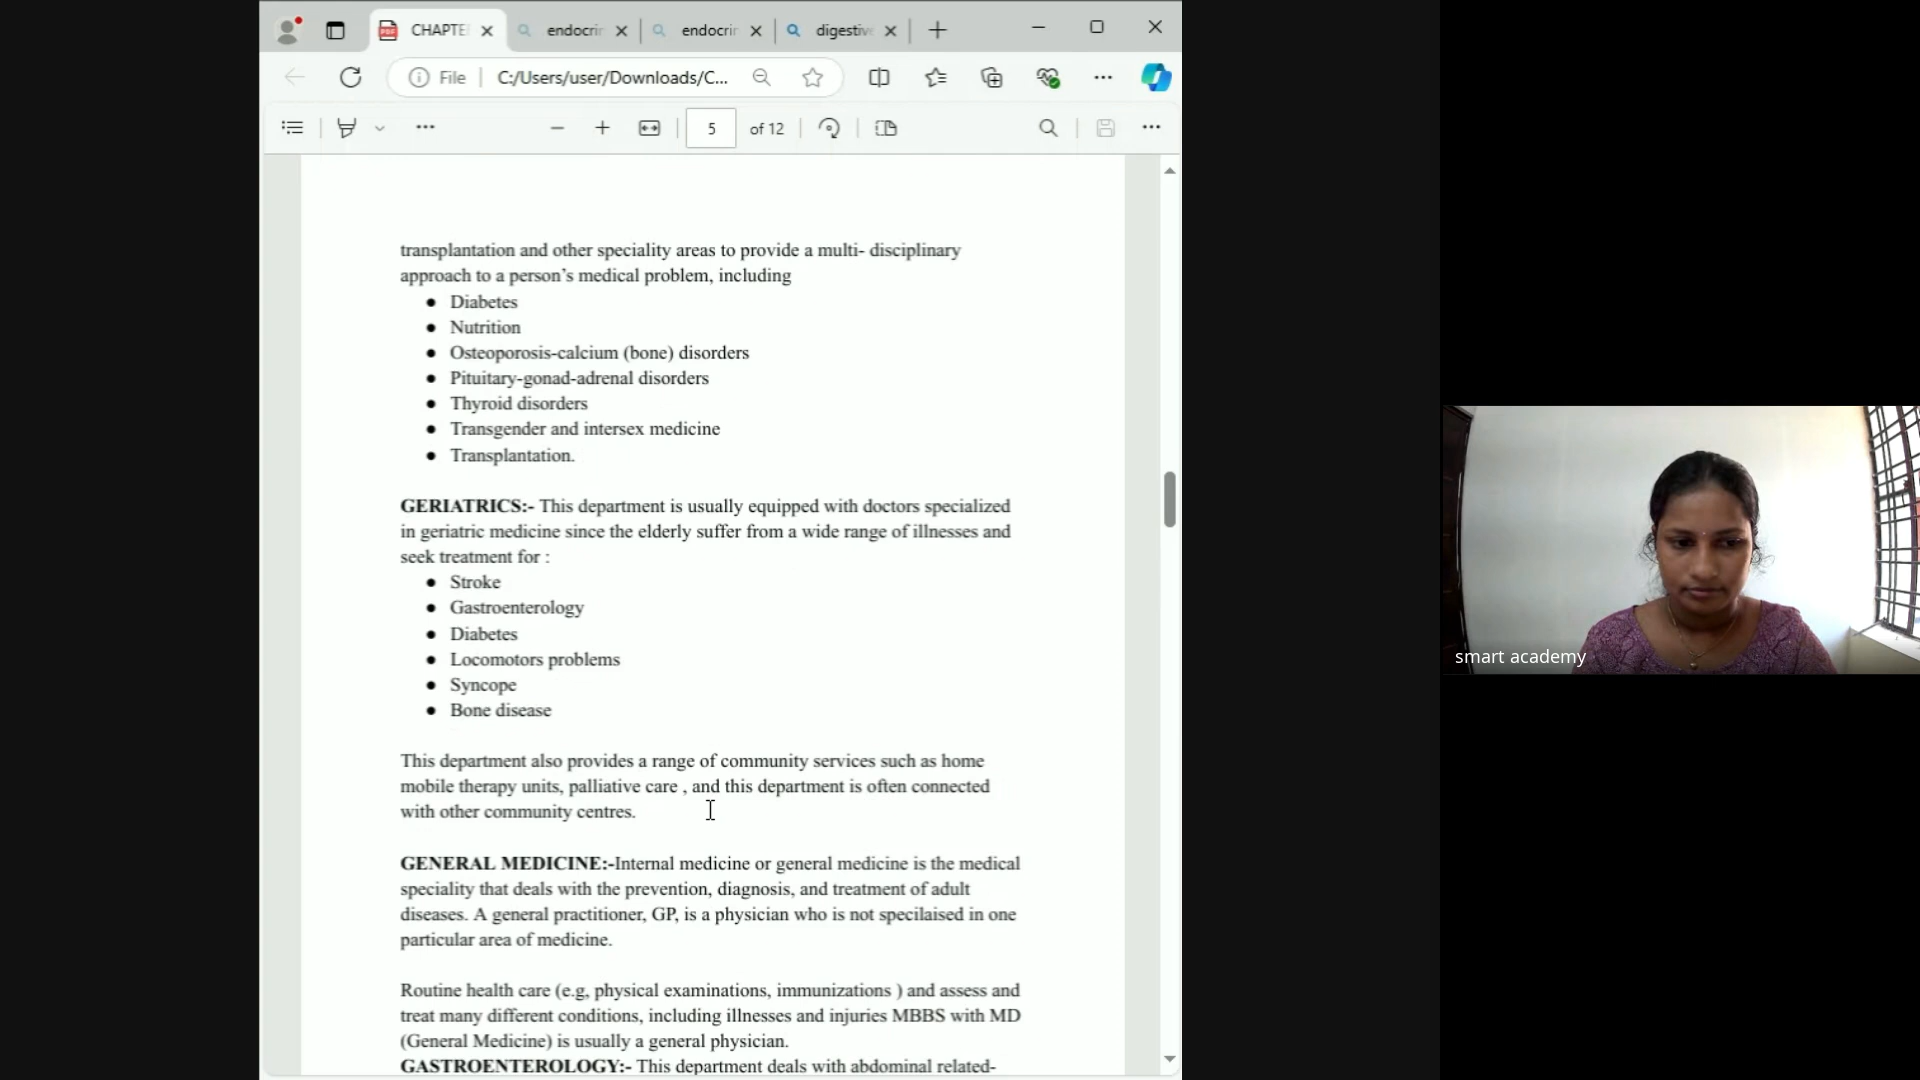 CHAPTE
endocrin
endocrin
digestive
File
C:/Users/user/Downloads/C...
5
of 12
transplantation and other speciality areas to provide a multi- disciplinary
approach to a person’s medical problem, including
● Diabetes
● Nutrition
● Osteoporosis-calcium (bone) disorders
● Pituitary-gonad-adrenal disorders
● Thyroid disorders
● Transgender and intersex medicine
● Transplantation.
GERIATRICS:- This department is usually equipped with doctors specialized
in geriatric medicine since the elderly suffer from a wide range of illnesses and
seek treatment for :
● Stroke
● Gastroenterology
● Diabetes
● Locomotors problems
● Syncope
● Bone disease
This department also provides a range of community services such as home
mobile therapy units, palliative care , and this department is often connected
with other community centres.
GENERAL MEDICINE:-Internal medicine or general medicine is the medical
speciality that deals with the prevention, diagnosis, and treatment of adult
diseases. A general practitioner, GP, is a physician who is not specilaised in one
particular area of medicine.
Routine health care (e.g, physical examinations, immunizations ) and assess and
treat many different conditions, including illnesses and injuries MBBS with MD
(General Medicine) is usually a general physician.
GASTROENTEROLOGY:- This department deals with abdominal related-
smart academy